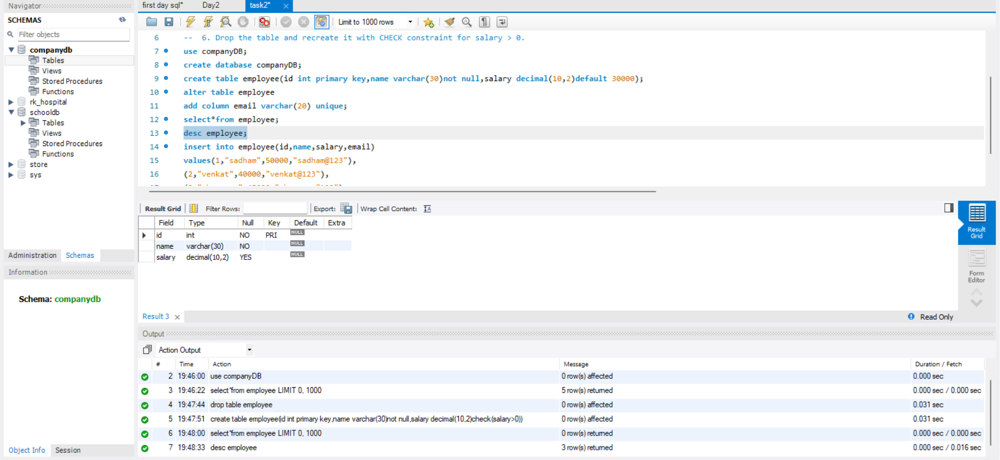 Navigator
SCHEMAS
Filter objects
companydb
Tables
Views
Stored Procedures
Functions
rk_hospital
schooldb
Tables
Views
Stored Procedures
Functions
store
sys
Administration Schemas
Information
Schema: companydb
Object Info Session
first day sql* Day2 task2*
Limit to 1000 rows
6 -- 6. Drop the table and recreate it with CHECK constraint for salary > 0.
7 use companyDB;
8 create database companyDB;
9 create table employee(id int primary key,name varchar(30)not null,salary decimal(10,2)default 30000);
10 alter table employee
11 add column email varchar(20) unique;
12 select*from employee;
13 desc employee;
14 insert into employee(id,name,salary,email)
15 values(1,"sadham",50000,"sadham@123"),
16 (2,"venkat",40000,"venkat@123"),
Result Grid Filter Rows: Export: Wrap Cell Content:
Field Type Null Key Default Extra
id int NO PRI NULL
name varchar(30) NO NULL
salary decimal(10,2) YES NULL
Result Grid
Form Editor
Result 3 Read Only
Output
Action Output
# Time Action Message Duration / Fetch
2 19:46:00 use companyDB 0 row(s) affected 0.000 sec
3 19:46:22 select*from employee LIMIT 0, 1000 5 row(s) returned 0.000 sec / 0.000 sec
4 19:47:44 drop table employee 0 row(s) affected 0.031 sec
5 19:47:51 create table employee(id int primary key,name varchar(30)not null,salary decimal(10,2)check(salary>0)) 0 row(s) affected 0.031 sec
6 19:48:00 select*from employee LIMIT 0, 1000 0 row(s) returned 0.000 sec / 0.000 sec
7 19:48:33 desc employee 3 row(s) returned 0.000 sec / 0.016 sec